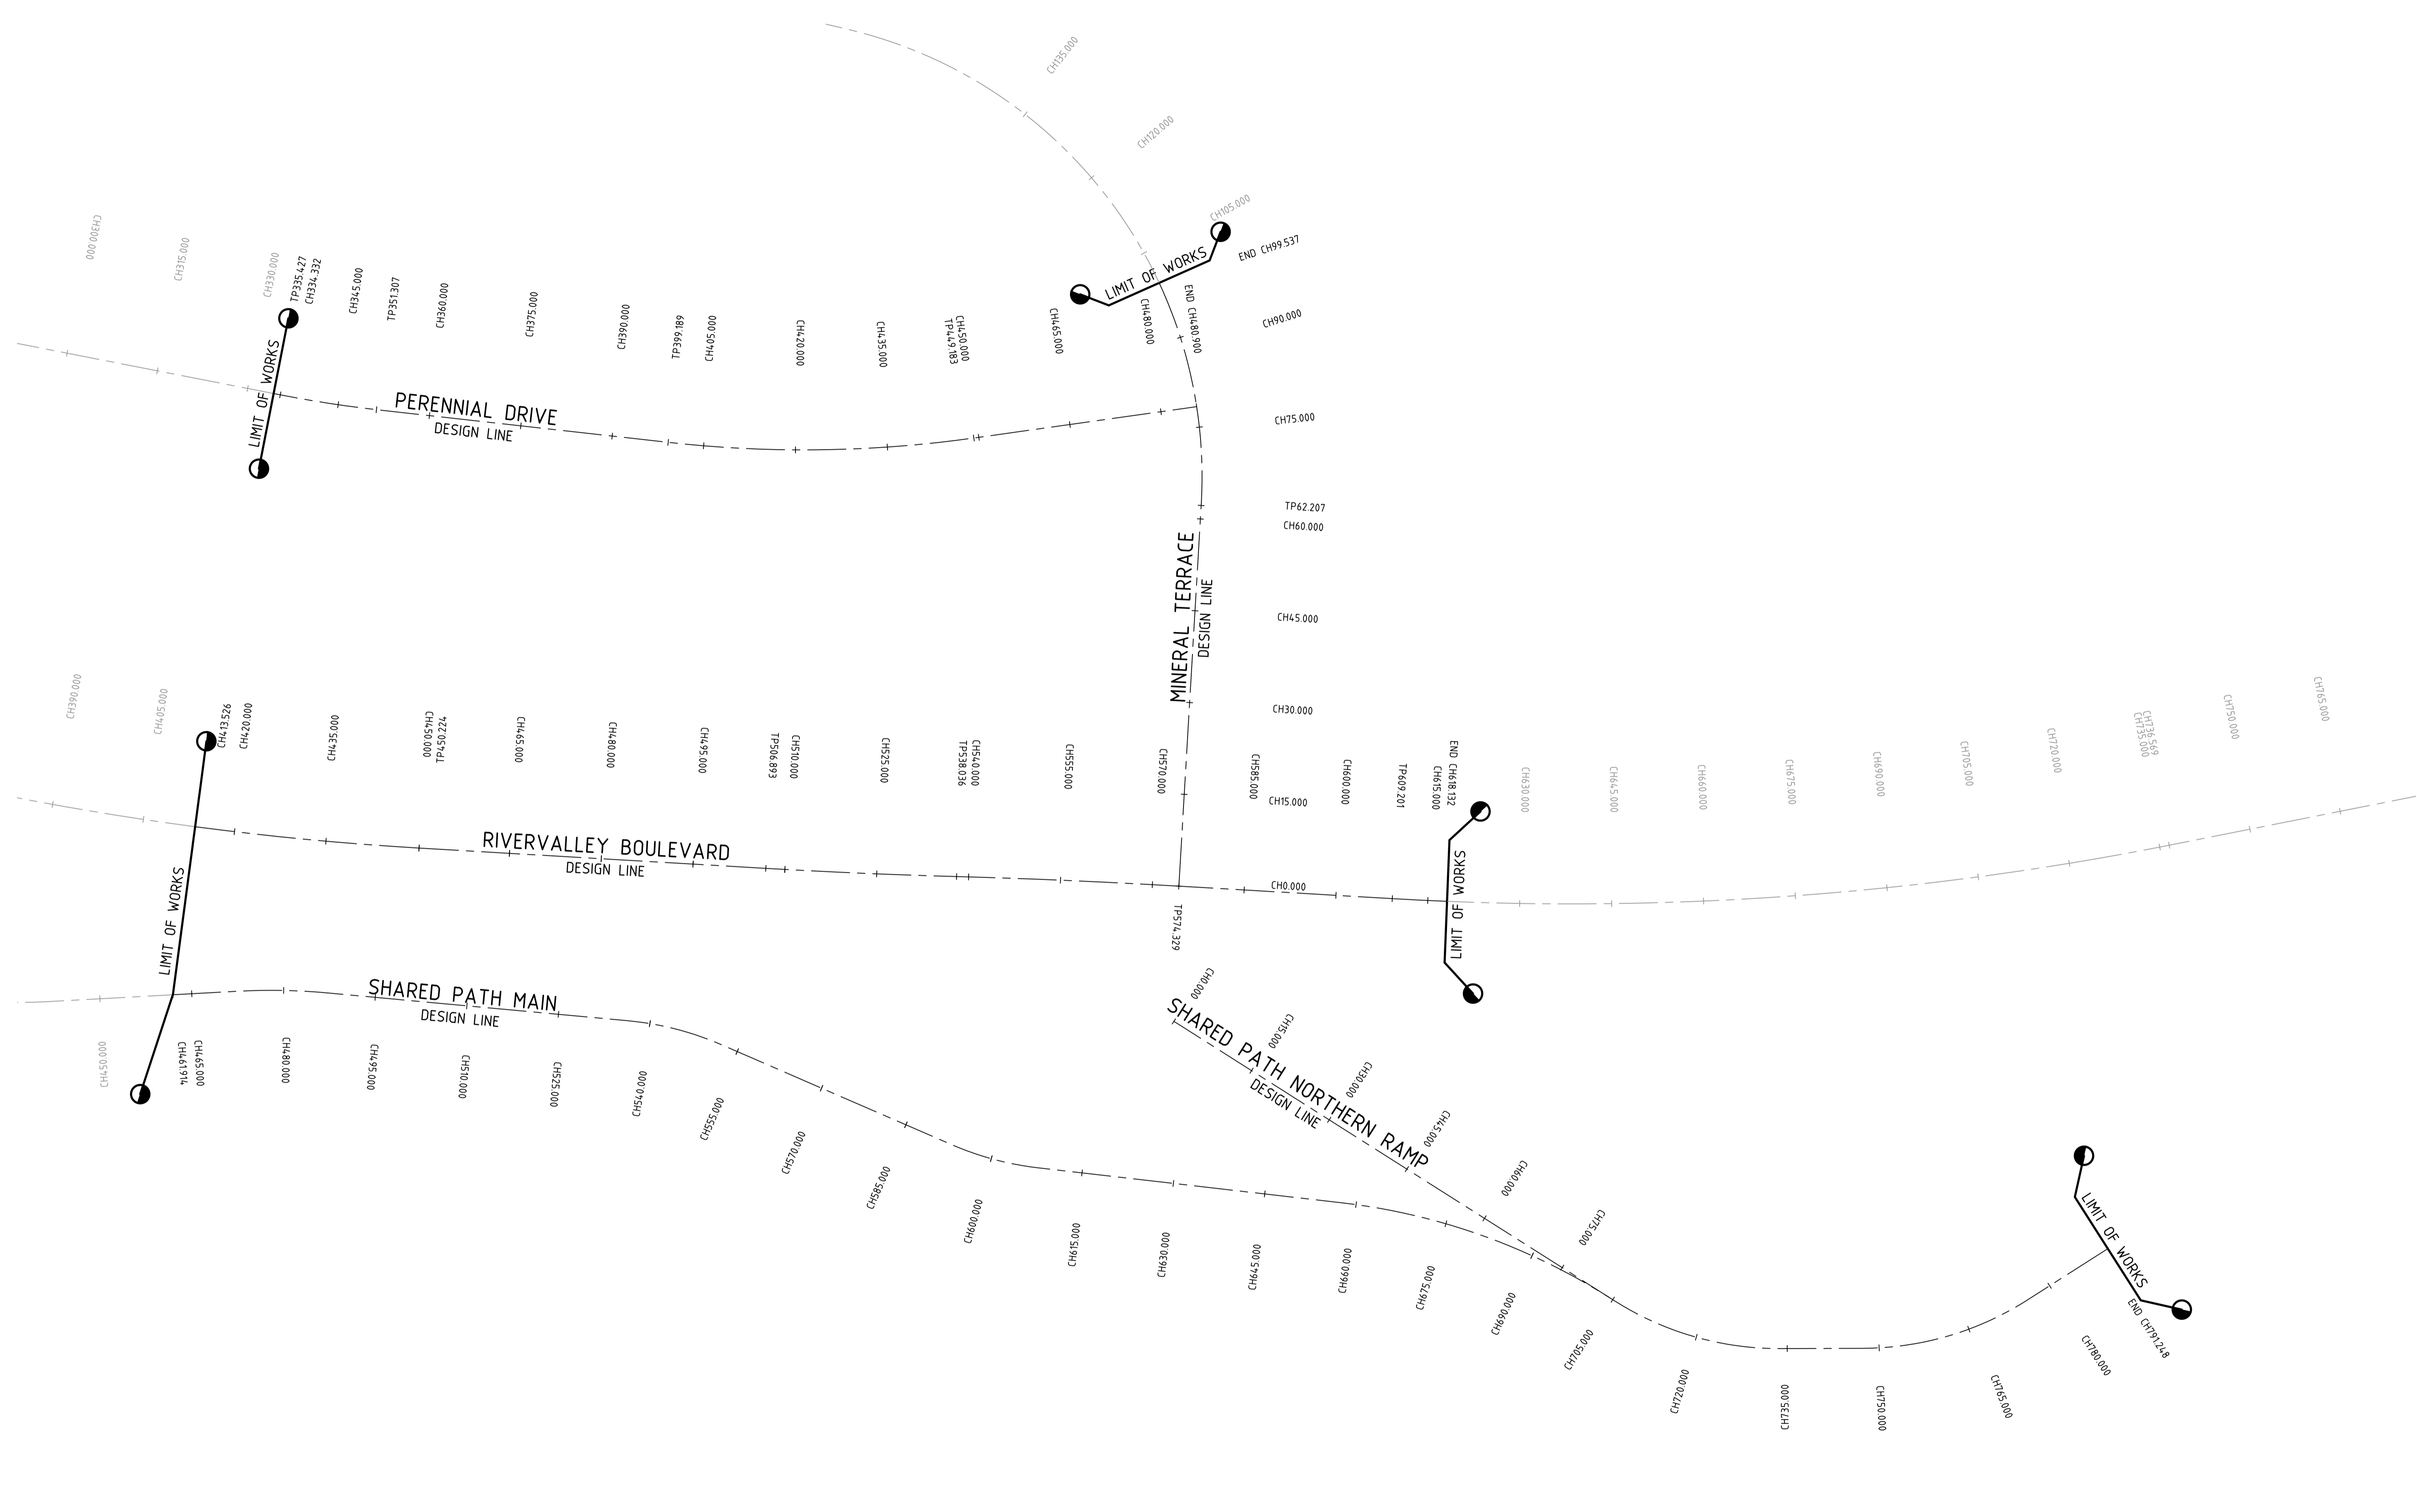 CH135.000
CH120.000
CH105.000
END CH99.537
LIMIT OF WORKS
CH90.000
CH75.000
TP62.207
CH60.000
CH45.000
CH30.000
CH15.000
CH0.000
MINERAL TERRACE
DESIGN LINE
CH300.000
CH315.000
CH330.000
TP335.427
CH334.332
CH345.000
TP351.307
CH360.000
CH375.000
CH390.000
TP399.189
CH405.000
CH420.000
CH435.000
CH450.000
TP449.183
CH465.000
CH480.000
END CH480.900
LIMIT OF WORKS
PERENNIAL DRIVE
DESIGN LINE
CH390.000
CH405.000
CH413.526
CH420.000
CH435.000
CH450.000
TP450.224
CH465.000
CH480.000
CH495.000
TP506.893
CH510.000
CH525.000
TP538.036
CH540.000
CH555.000
CH570.000
TP574.329
CH585.000
CH600.000
TP609.201
CH615.000
END CH618.132
CH630.000
CH645.000
CH660.000
CH675.000
CH690.000
CH705.000
CH720.000
CH736.569
CH735.000
CH750.000
CH765.000
RIVERVALLEY BOULEVARD
DESIGN LINE
LIMIT OF WORKS
LIMIT OF WORKS
SHARED PATH MAIN
DESIGN LINE
CH450.000
CH461.914
CH465.000
CH480.000
CH495.000
CH510.000
CH525.000
CH540.000
CH555.000
CH570.000
CH585.000
CH600.000
CH615.000
CH630.000
CH645.000
CH660.000
CH675.000
CH690.000
CH705.000
CH720.000
CH735.000
CH750.000
CH765.000
CH780.000
END CH791.248
LIMIT OF WORKS
SHARED PATH NORTHERN RAMP
DESIGN LINE
CH0.000
CH15.000
CH30.000
CH45.000
CH60.000
CH75.000